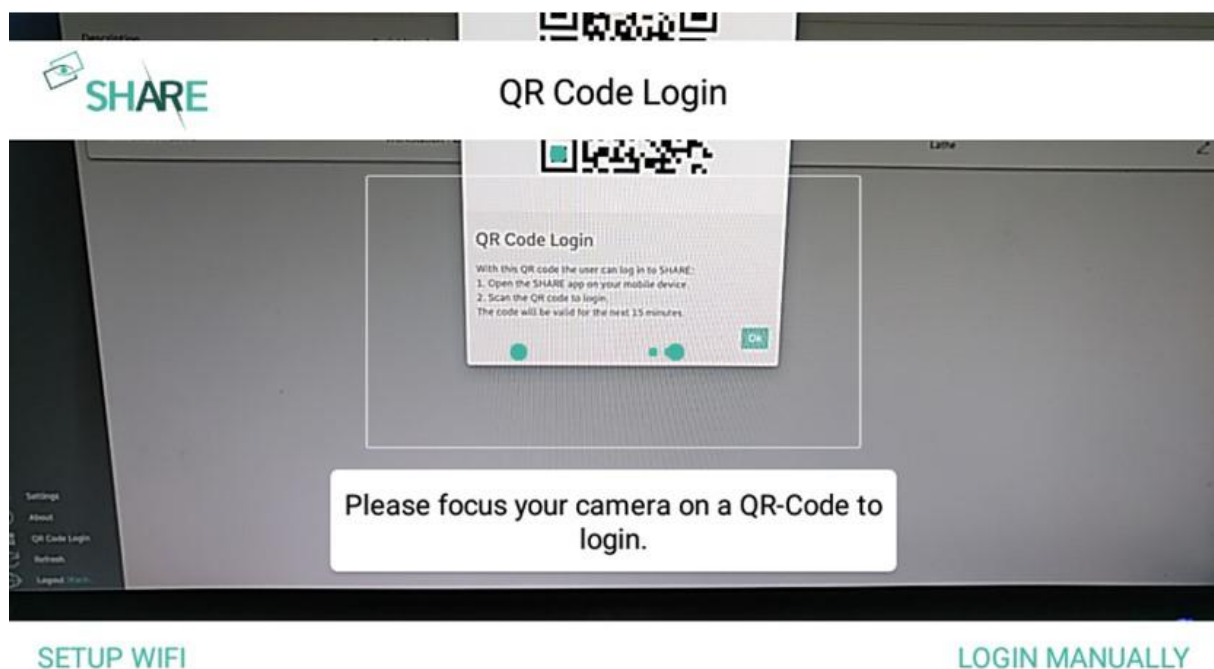 Description
SHARE
QR Code Login
Lathe
QR Code Login
With this QR code the user can log in to SHARE:
1. Open the SHARE app on your mobile device.
2. Scan the QR code to login.
The code will be valid for the next 15 minutes.
Ok
Please focus your camera on a QR-Code to
login.
Settings
About
QR Code Login
Refresh
Logout
SETUP WIFI
LOGIN MANUALLY